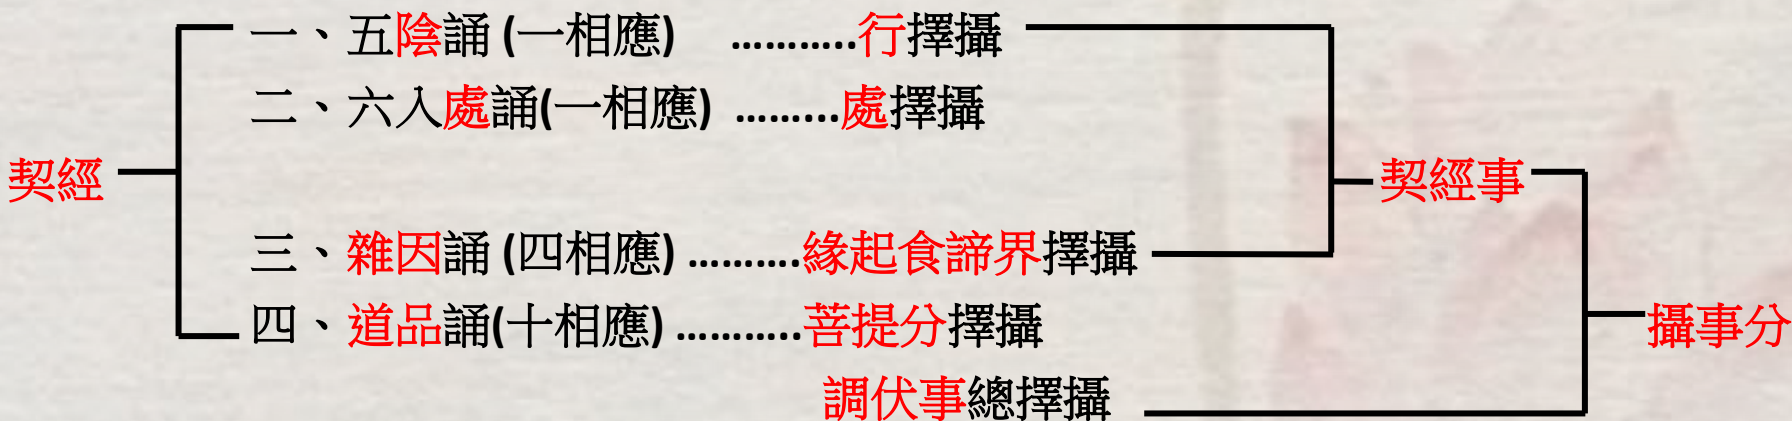 一、五陰誦 (一相應) ...........行擇攝
二、六入處誦(一相應) .........處擇攝
契經
契經事
三、雜因誦 (四相應) ..........緣起食諦界擇攝
四、道品誦(十相應) ...........菩提分擇攝
攝事分
調伏事總擇攝